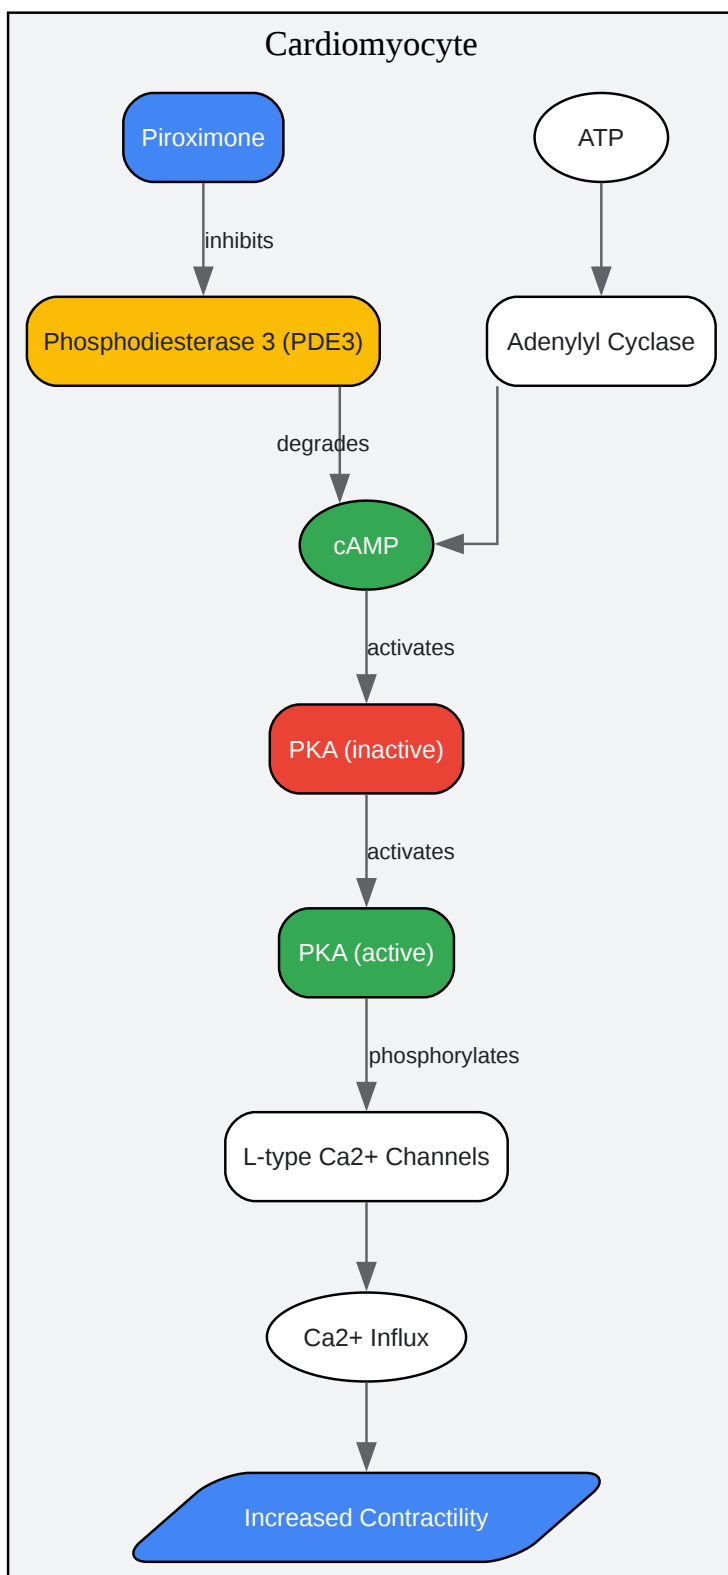 Cardiomyocyte
Piroximone
ATP
inhibits
Phosphodiesterase 3 (PDE3)
Adenylyl Cyclase
degrades
cAMP
activates
PKA (inactive)
activates
PKA (active)
phosphorylates
L-type Ca2+ Channels
Ca2+ Influx
Increased Contractility